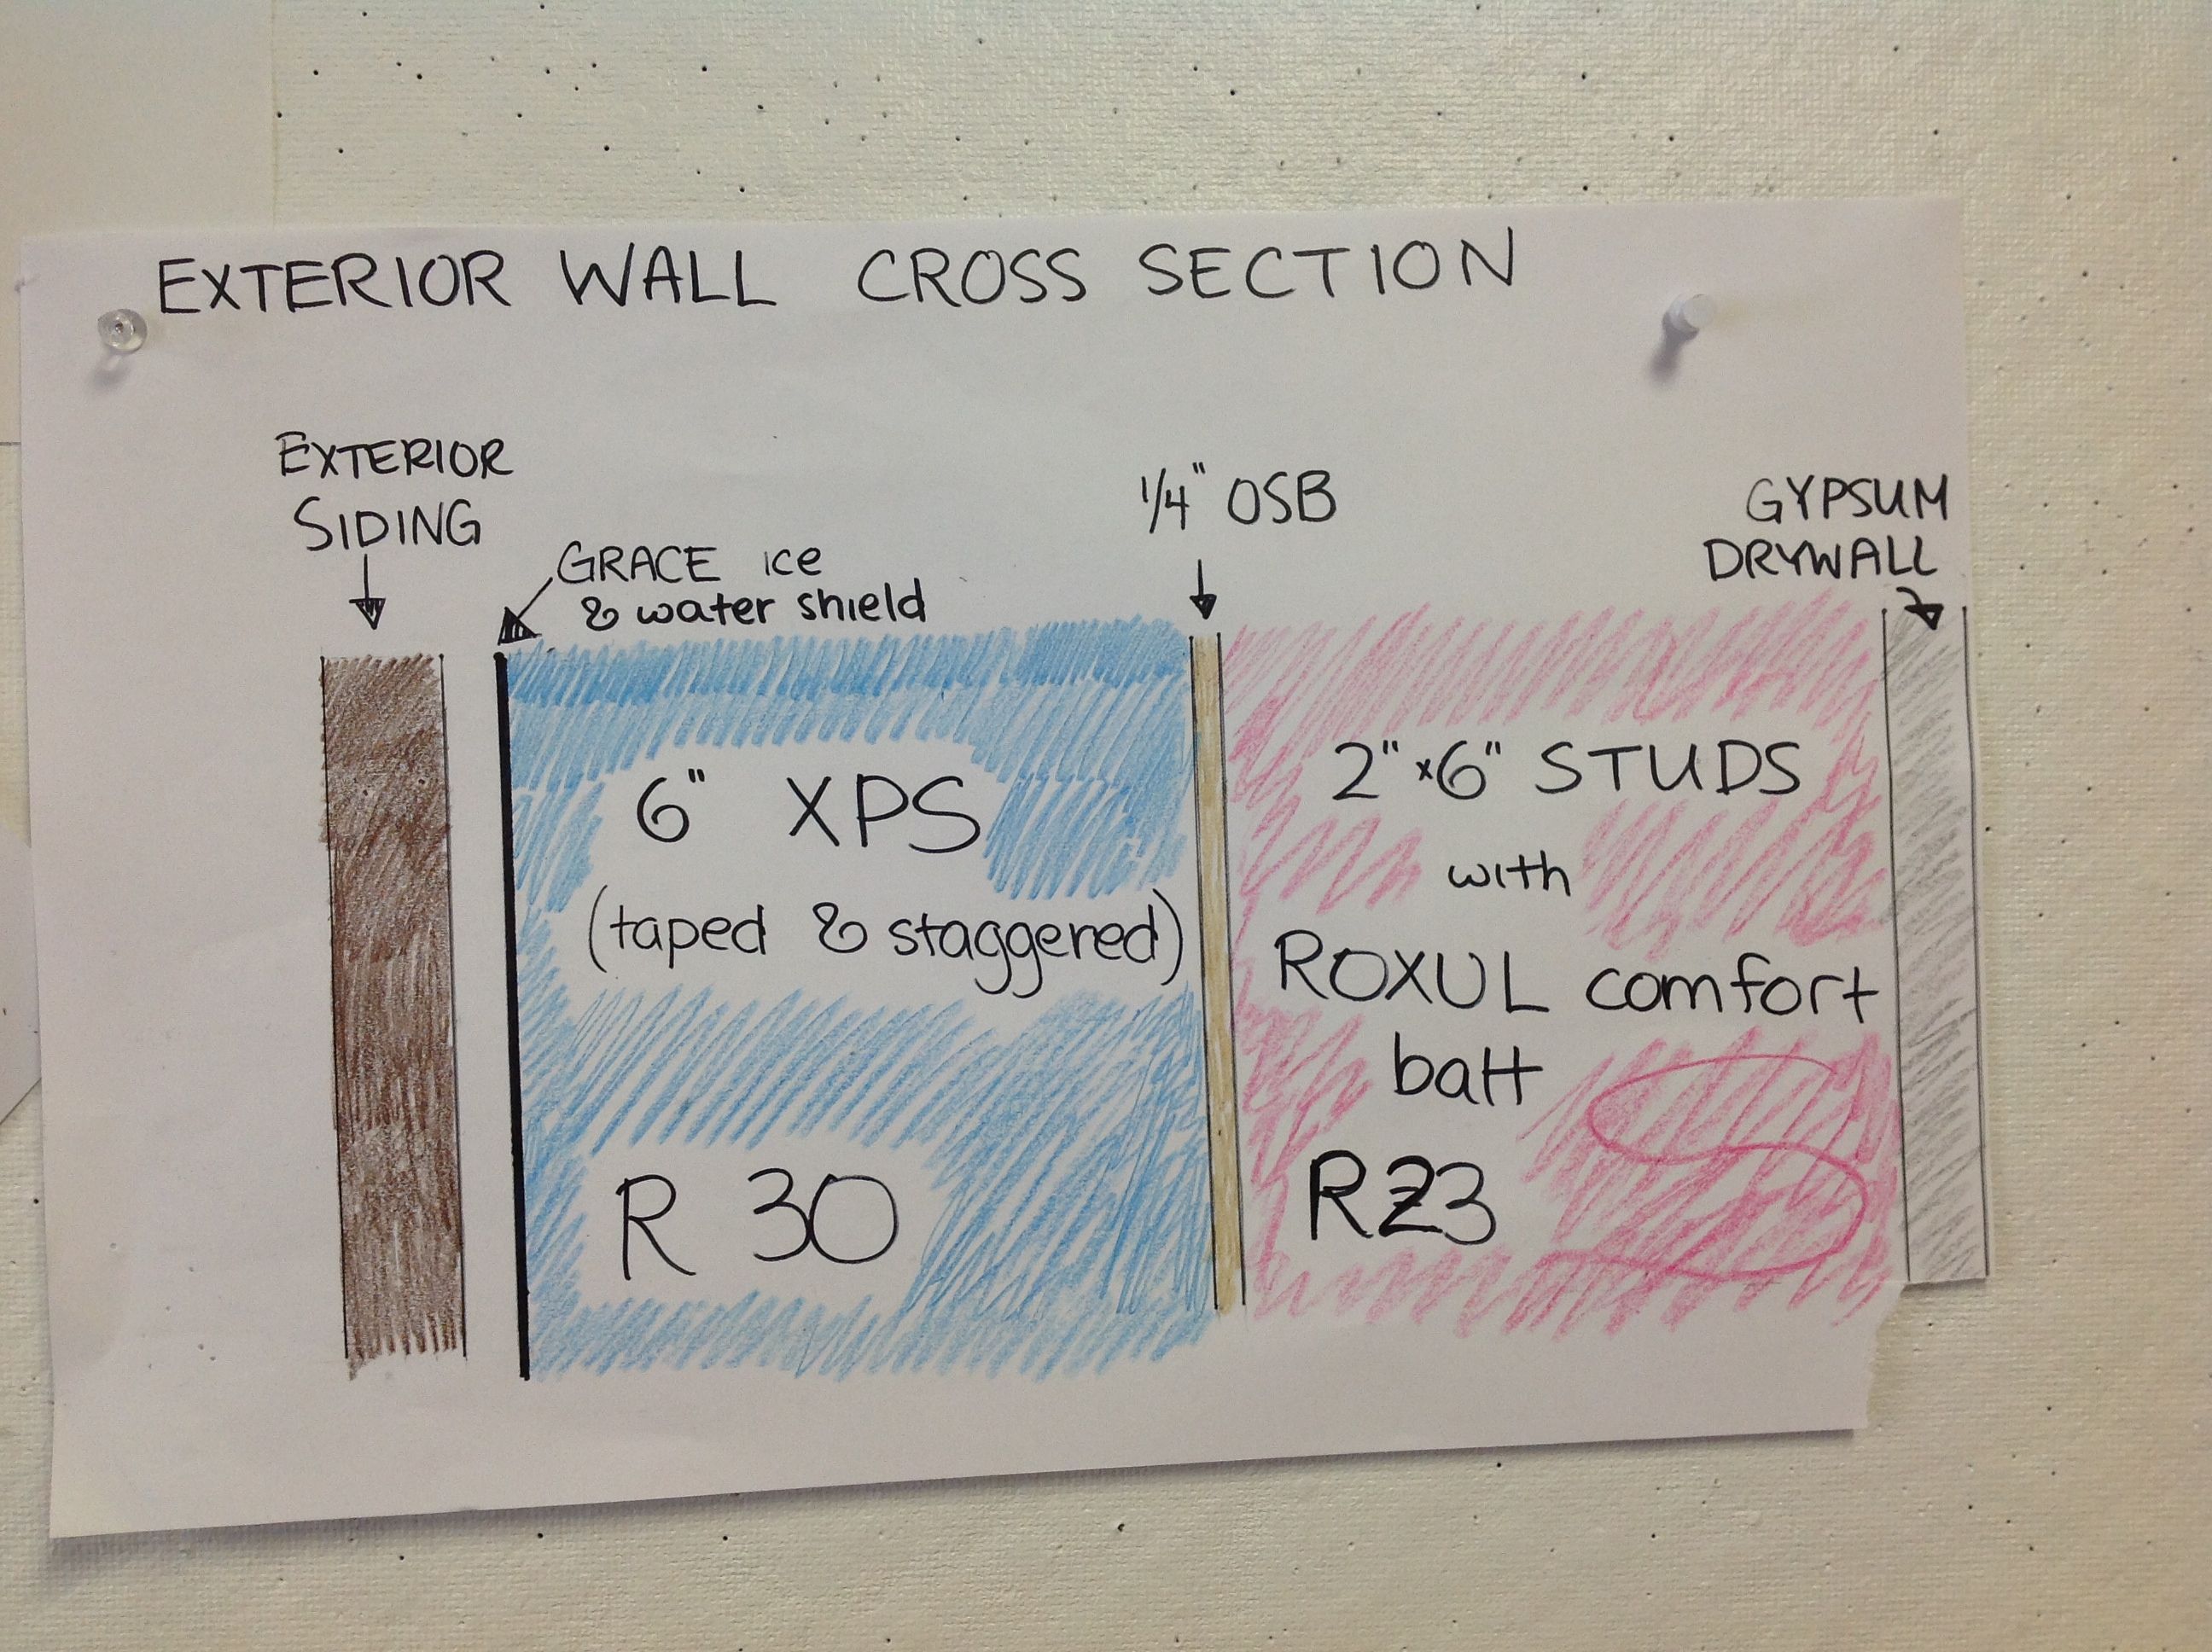 EXTERIOR WALL CROSS SECTION
EXTERIOR
SIDING
GRACE ice
& water shield
1/4" OSB
GYPSUM
DRYWALL
6" XPS
(taped & staggered)
R 30
2"x6" STUDS
with
ROXUL comfort
batt
R23